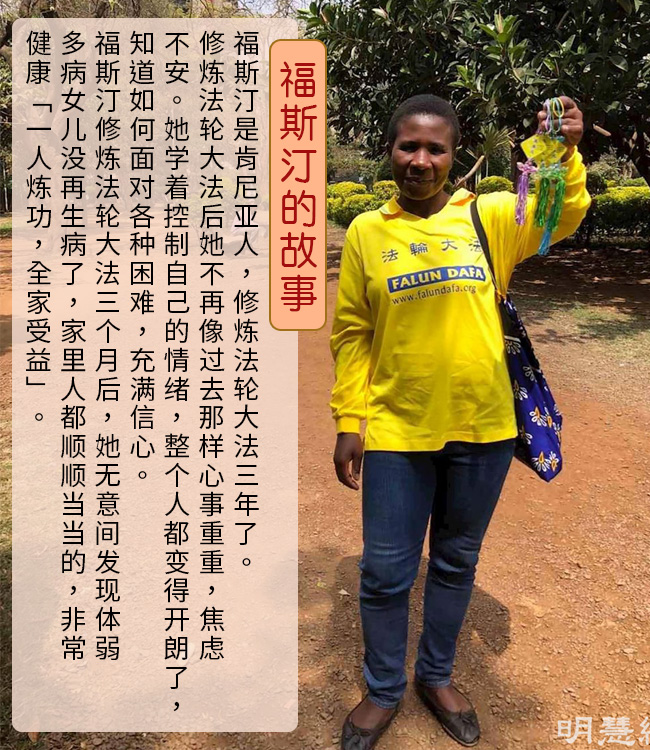 福斯汀的故事
福斯汀是肯尼亚人，修炼法轮大法三年了。
修炼法轮大法后她不再像过去那样心事重重，焦虑
不安。她学着控制自己的情绪，整个人都变得开朗了，
知道如何面对各种困难，充满信心。
福斯汀修炼法轮大法三个月后，她无意间发现体弱
多病女儿没再生病了，家里人都顺顺当当的，非常
健康「一人炼功，全家受益」。
法輪大法
FALUN DAFA
www.falundafa.org
明慧